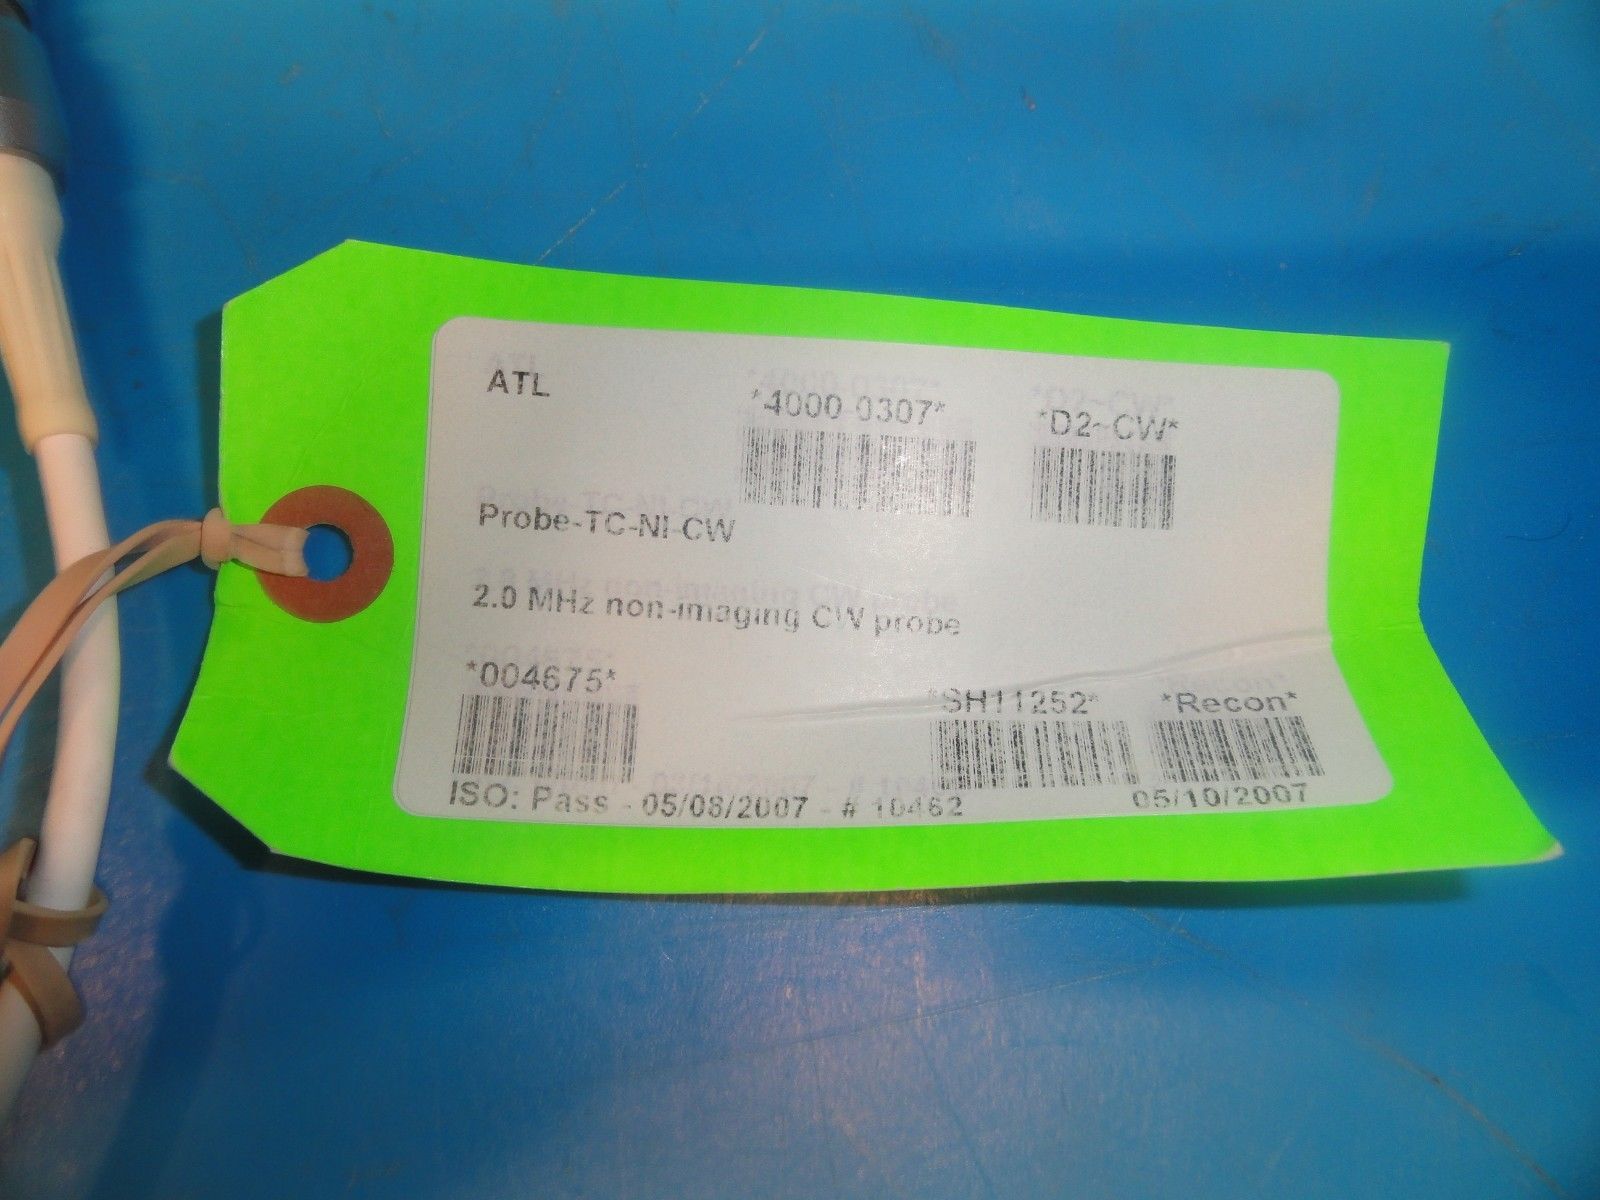 ATL *4000-0307* *D2~CW*
Probe-TC-NI-CW
2.0 MHz non-imaging CW probe
*004675* *SH11252* *Recon*
ISO: Pass - 05/08/2007 - # 10462 05/10/2007